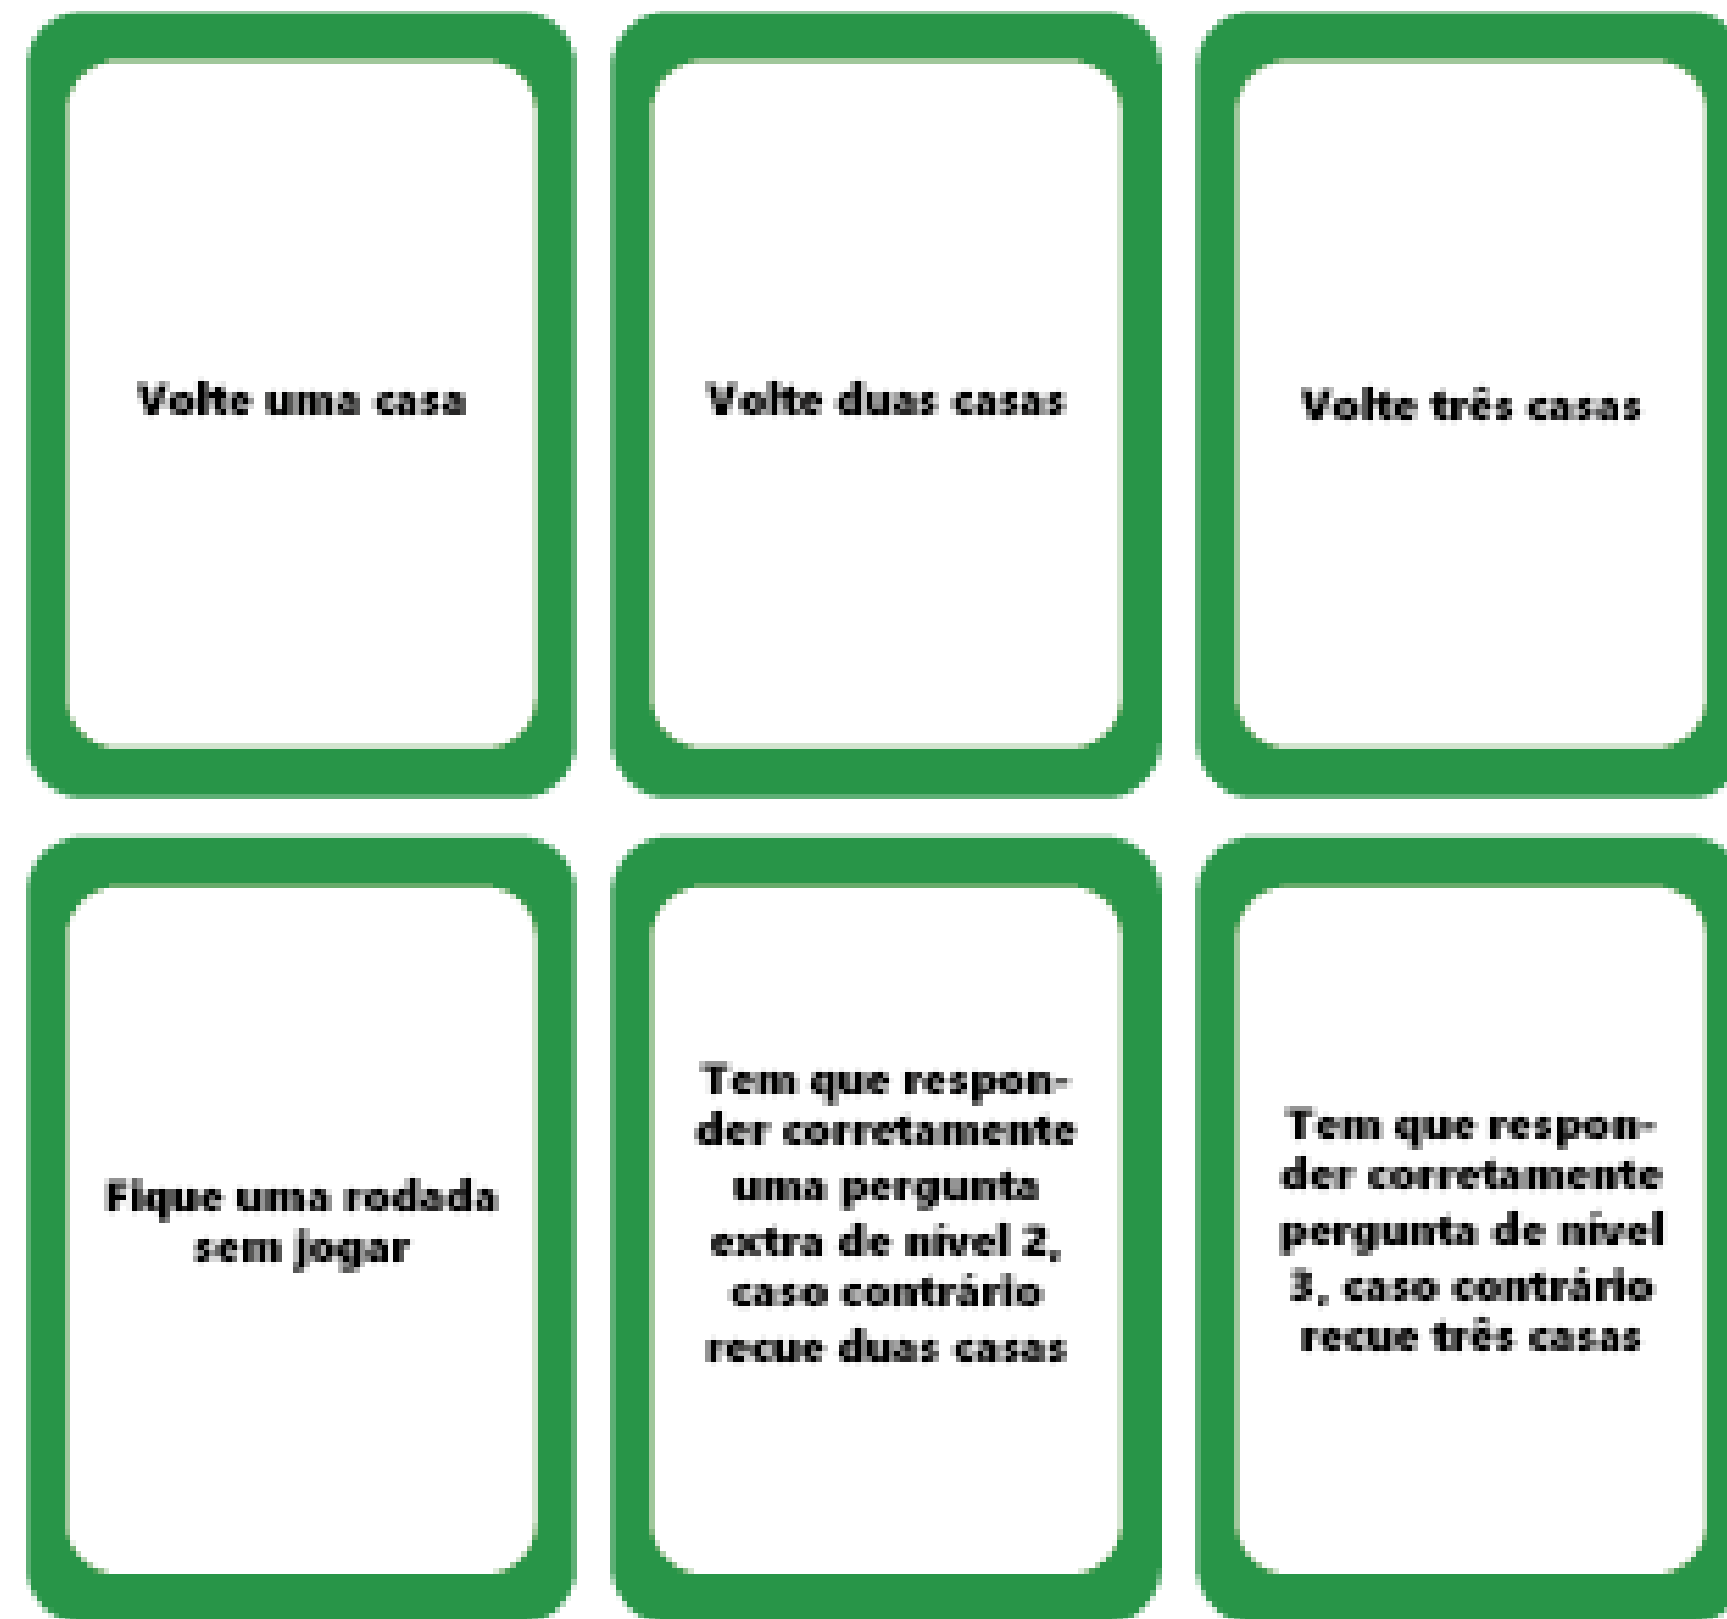 Volte uma casa
Volte duas casas
Volte três casas
Fique uma rodada
sem jogar
Tem que respon-
der corretamente
uma pergunta
extra de nível 2,
caso contrário
recue duas casas
Tem que respon-
der corretamente
pergunta de nível
3, caso contrário
recue três casas